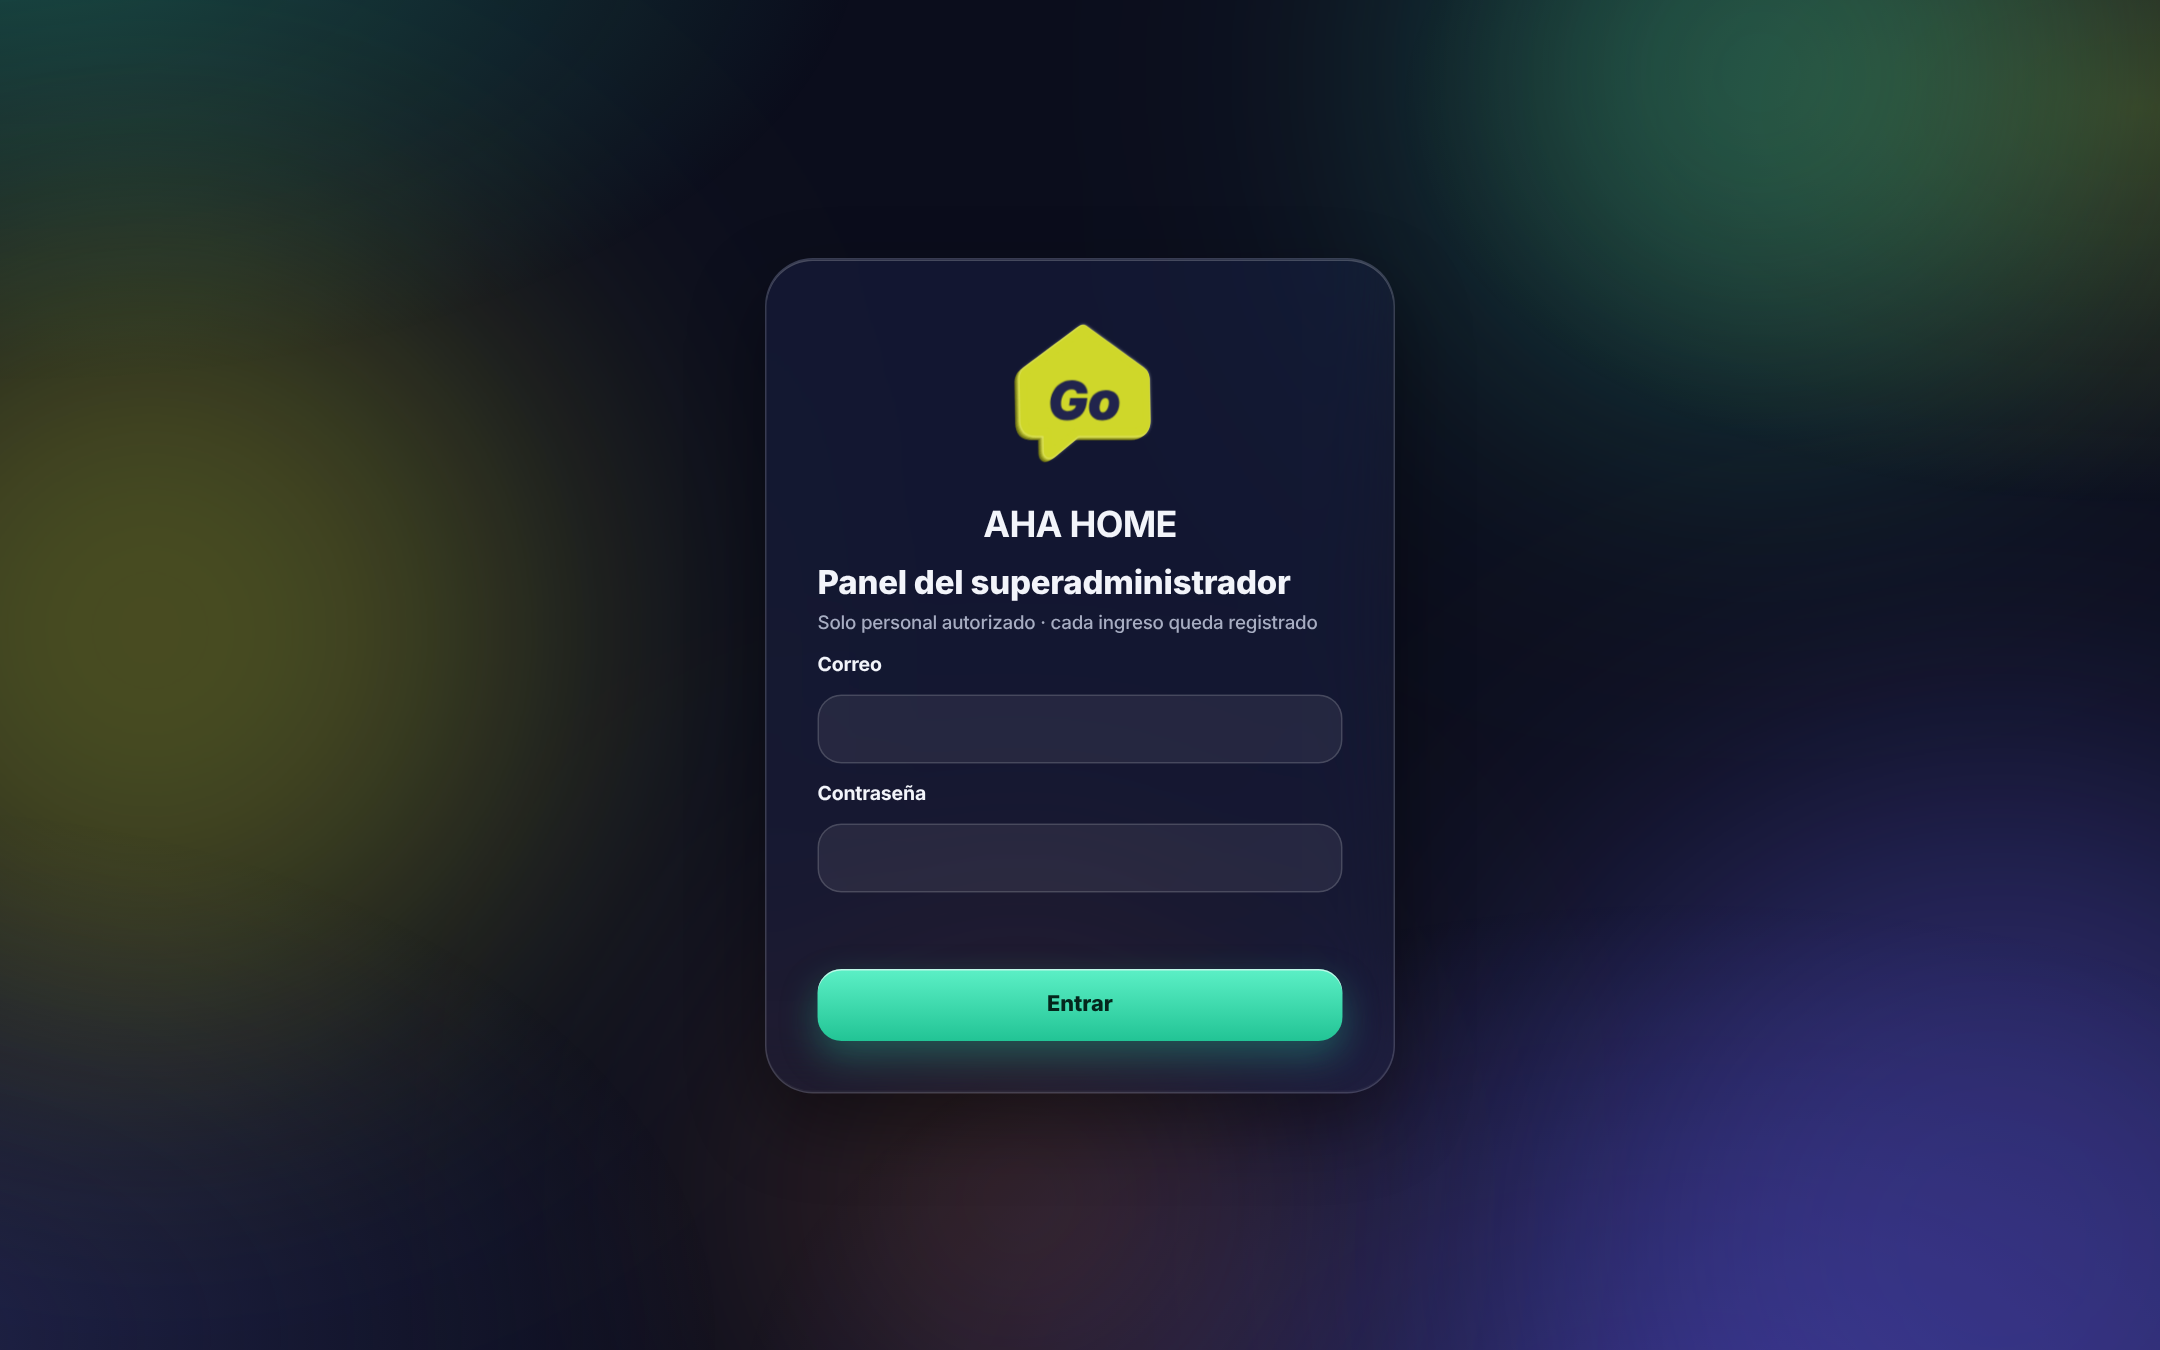 Go
AHA HOME
Panel del superadministrador
Solo personal autorizado · cada ingreso queda registrado
Correo
Contraseña
Entrar